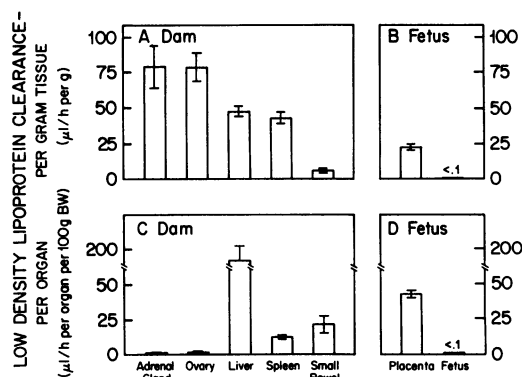 LOW DENSITY LIPOPROTEIN CLEARANCE-
PER GRAM TISSUE
(µl/h per g)
100
75
50
25
0
A Dam
B Fetus
<.1
100
75
50
25
0
PER ORGAN
(µl/h per organ per 100g BW)
200
50
25
0
C Dam
D Fetus
<.1
200
50
25
0
Adrenal
Ovary
Liver
Spleen
Small
Placenta
Fetus